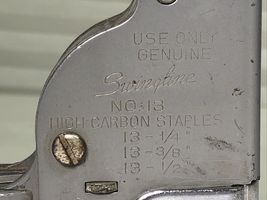 USE ONLY
GENUINE
Swingline
NO. 13
HIGH CARBON STAPLES
13-1/4"
13-3/8"
13-1/2"